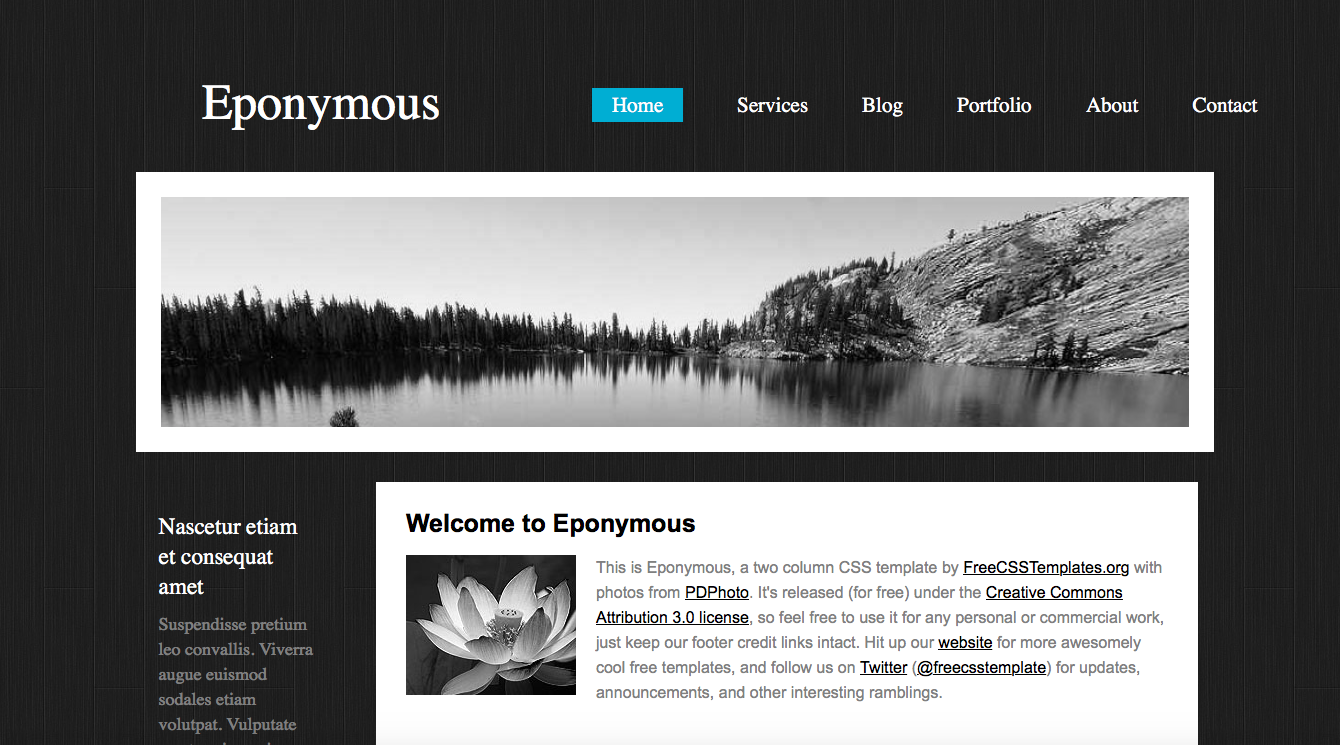 Eponymous
Home Services Blog Portfolio About Contact
Nascetur etiam
et consequat
amet
Suspendisse pretium
leo convallis. Viverra
augue euismod
sodales etiam
volutpat. Vulputate
Welcome to Eponymous
This is Eponymous, a two column CSS template by FreeCSSTemplates.org with
photos from PDPhoto. It's released (for free) under the Creative Commons
Attribution 3.0 license, so feel free to use it for any personal or commercial work,
just keep our footer credit links intact. Hit up our website for more awesomely
cool free templates, and follow us on Twitter (@freecsstemplate) for updates,
announcements, and other interesting ramblings.